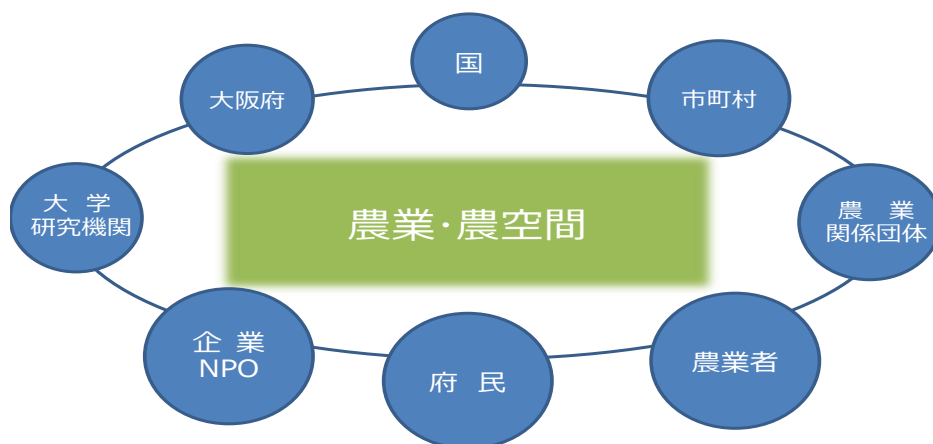 国
大阪府
市町村
大 学
研究機関
農業・農空間
農 業
関係団体
企 業
NPO
府 民
農業者